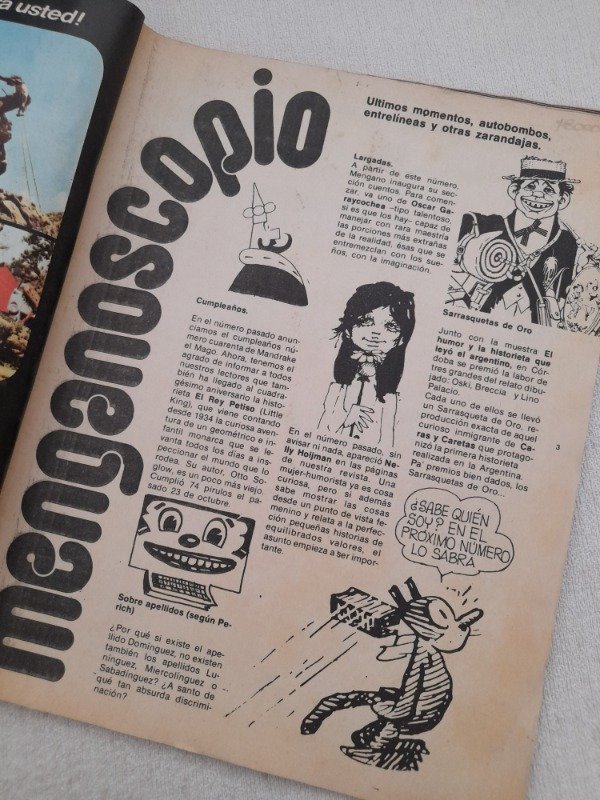 a usted!
menganoscopio
Ultimos momentos, autobombos,
entrelíneas y otras zarandajas.
Largadas.
A partir de este número,
Mengano inaugura su sec-
ción cuentos. Para comen-
zar, va uno de Oscar Ga-
raycochea –tipo talentoso,
si es que los hay- capaz de
manejar con rara maestría
las porciones más extrañas
de la realidad, ésas que se
entremezclan con los sue-
ños, con la imaginación.
Cumpleaños.
En el número pasado anun-
ciamos el cumpleaños nú-
mero cuarenta de Mandrake
el Mago. Ahora, tenemos el
agrado de informar a todos
nuestros lectores que tam-
bién ha llegado al cuadra-
gésimo aniversario la histo-
rieta El Rey Petiso (Little
King), que viene contando
desde 1934 la curiosa aven-
tura de un geométrico e in-
fantil monarca que se le-
vanta todos los días a ins-
peccionar el mundo que lo
rodea. Su autor, Otto So-
glow, es un poco más viejo.
Cumplió 74 pirulos el pa-
sado 23 de octubre.
Sobre apellidos (según Pe-
rich)
¿Por qué si existe el ape-
llido Domínguez, no existen
también los apellidos Lu-
nínguez, Miercolínguez o
Sabadínguez? ¿A santo de
qué tan absurda discrimi-
nación?
En el número pasado, sin
avisar ni nada, apareció Ne-
lly Hoijman en las páginas
de nuestra revista. Una
mujer-humorista ya es cosa
curiosa, pero si además
sabe mostrar las cosas
desde un punto de vista fe-
menino y relata a la perfec-
ción pequeñas historias de
equilibrados valores, el
asunto empieza a ser impor-
tante.
Sarrasquetas de Oro
Junto con la muestra El
humor y la historieta que
leyó el argentino, en Cór-
doba se premió la labor de
tres grandes del relato dibu-
jado: Oski, Breccia y Lino
Palacio.
Cada uno de ellos se llevó
un Sarrasqueta de Oro, re-
producción exacta de aquel
curioso inmigrante de Ca-
ras y Caretas que protago-
nizó la primera historieta
realizada en la Argentina.
Pa premios bien dados, los
Sarrasquetas de Oro...
3
¿SABE QUIÉN
SOY? EN EL
PRÓXIMO NÚMERO
LO SABRÁ